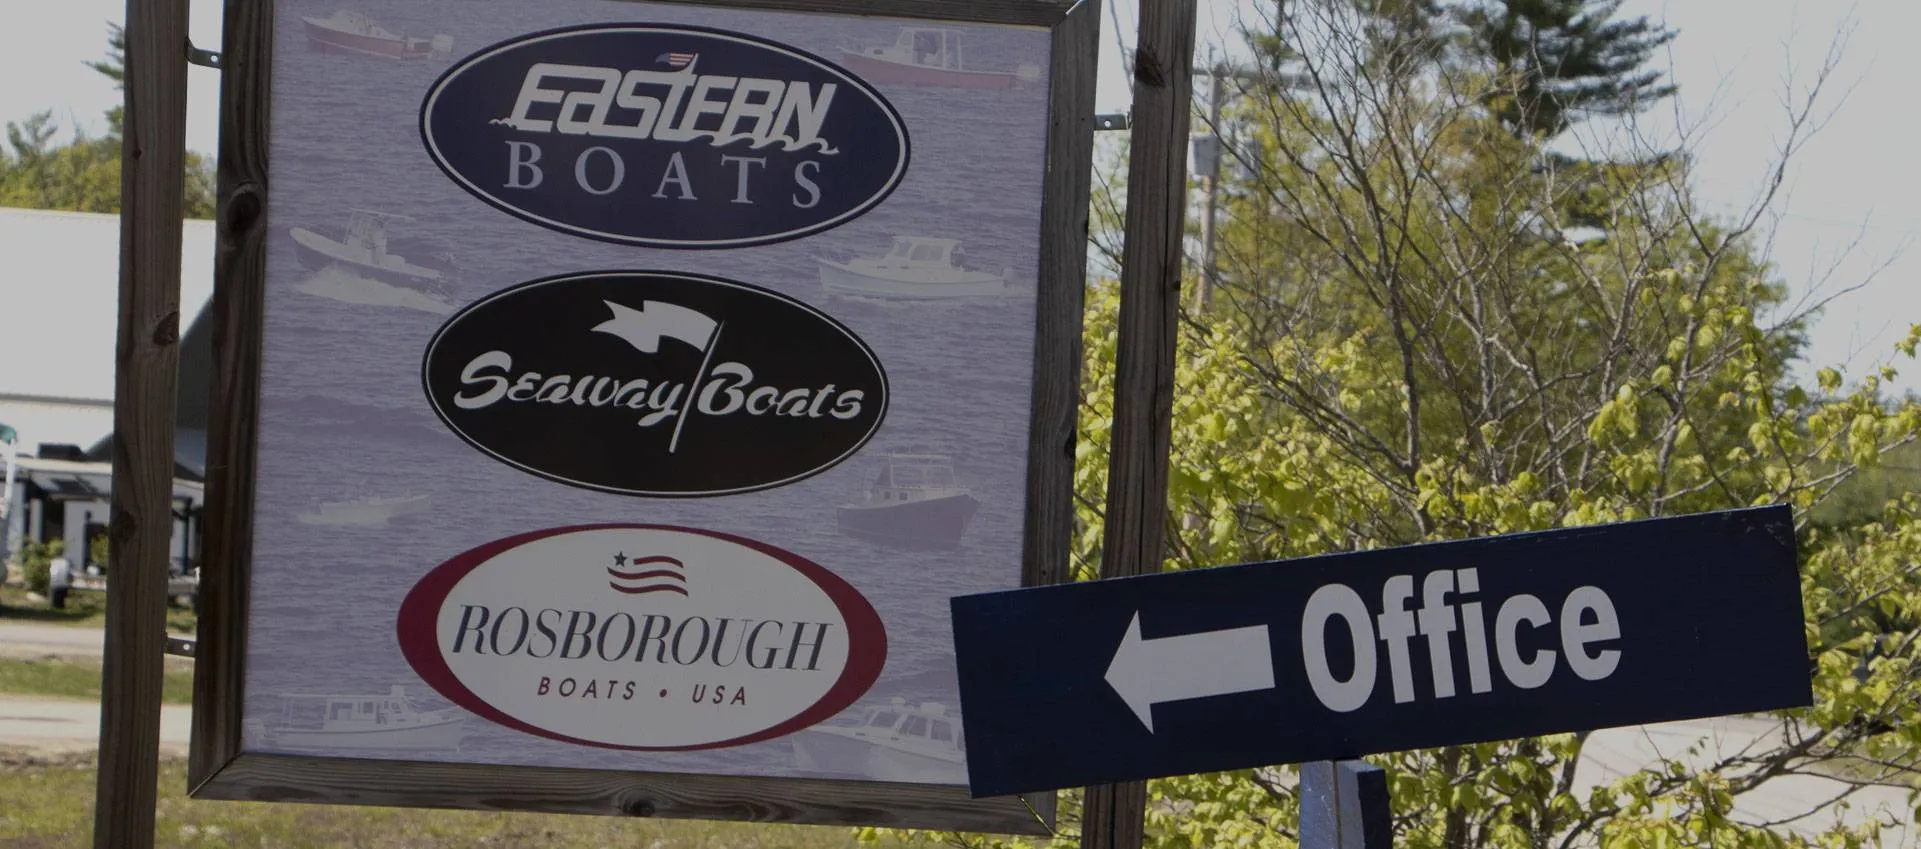 EaSTERN
BOATS
Seaway Boats
ROSBOROUGH
BOATS • USA
Office